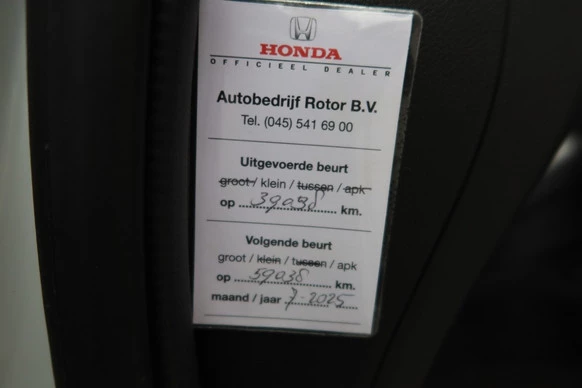 HONDA
OFFICIEEL DEALER
Autobedrijf Rotor B.V.
Tel. (045) 541 69 00
Uitgevoerde beurt
groot / klein / tussen / apk
op 39038 km.
Volgende beurt
groot / klein / tussen / apk
op 59038 km.
maand / jaar 7-2025